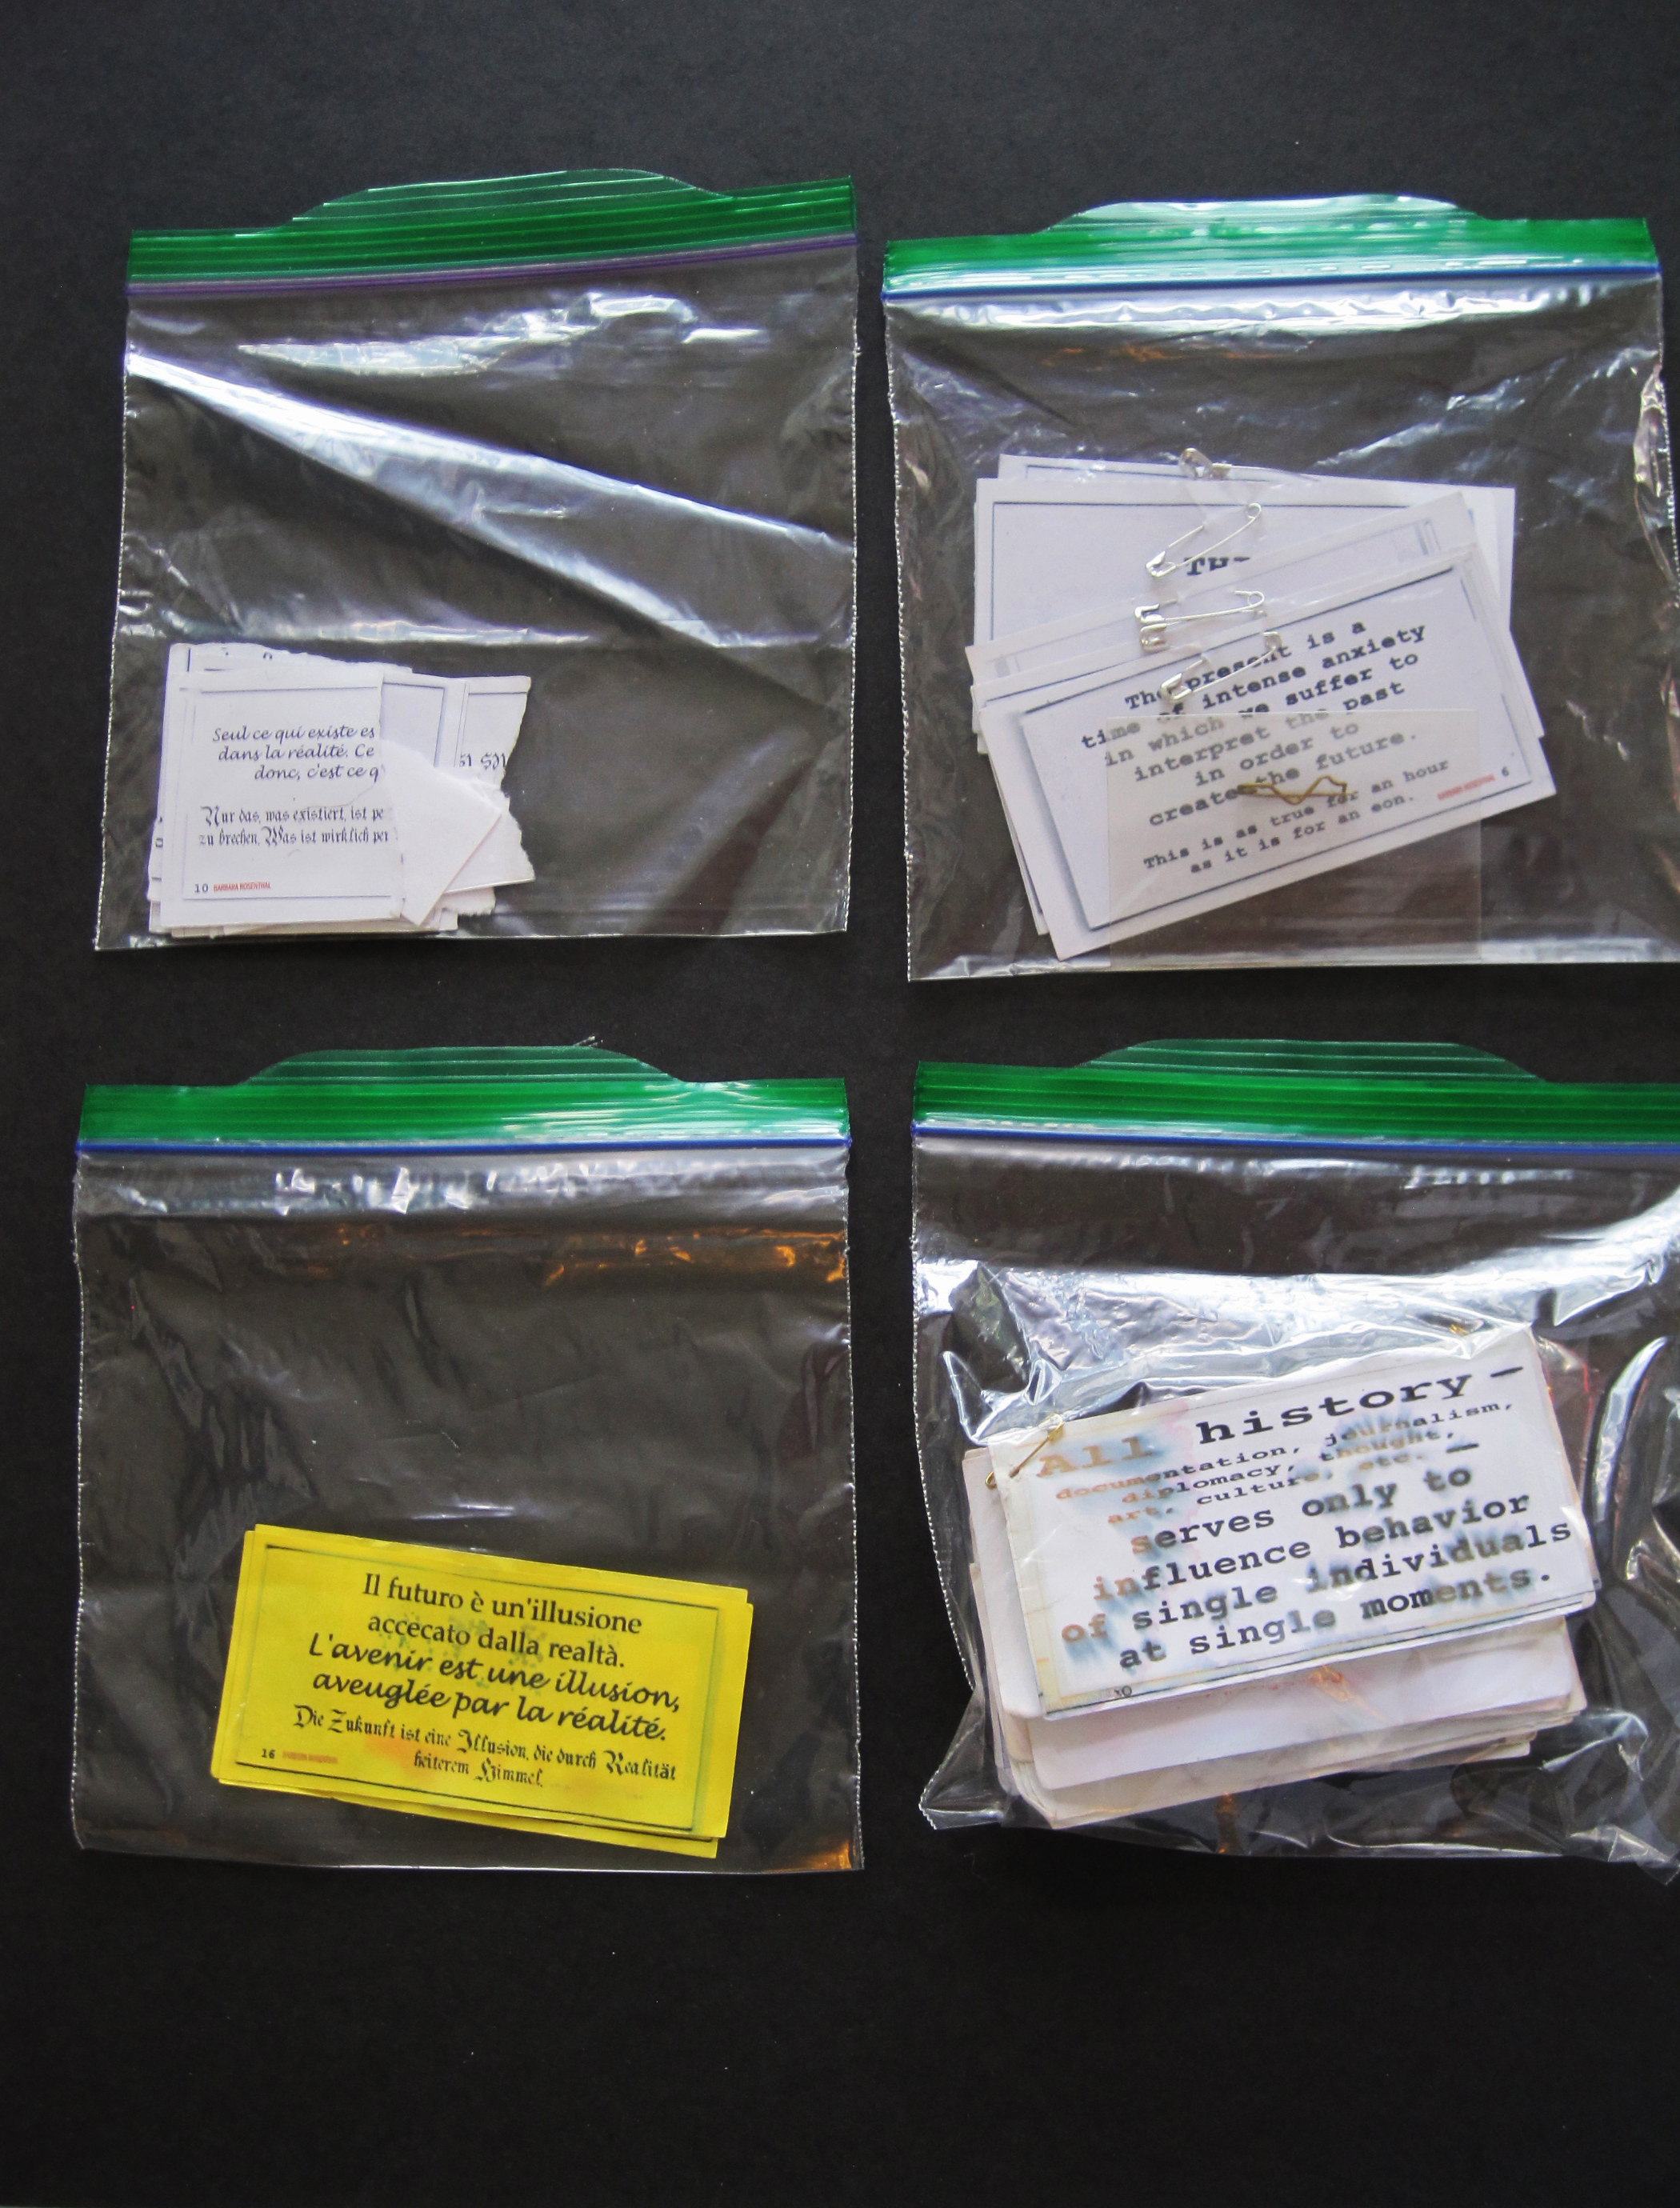 Seul ce qui existe es
dans la réalité. Ce
donc, c'est ce q
Nur das, was existiert, ist pe
zu brechen. Was ist wirklich per
10 BARBARA ROSENTHAL
The present is a
time of intense anxiety
in which we suffer to
interpret the past
in order to
create the future.
This is as true for an hour
as it is for an eon.
BARBARA ROSENTHAL 6
Il futuro è un'illusione
accecato dalla realtà.
L'avenir est une illusion,
aveuglée par la réalité.
Die Zukunft ist eine Illusion, die durch Realität
heiterem Himmel.
16 BARBARA ROSENTHAL
All history—
documentation, journalism,
diplomacy, thought,
art, culture, etc. —
serves only to
influence behavior
of single individuals
at single moments.